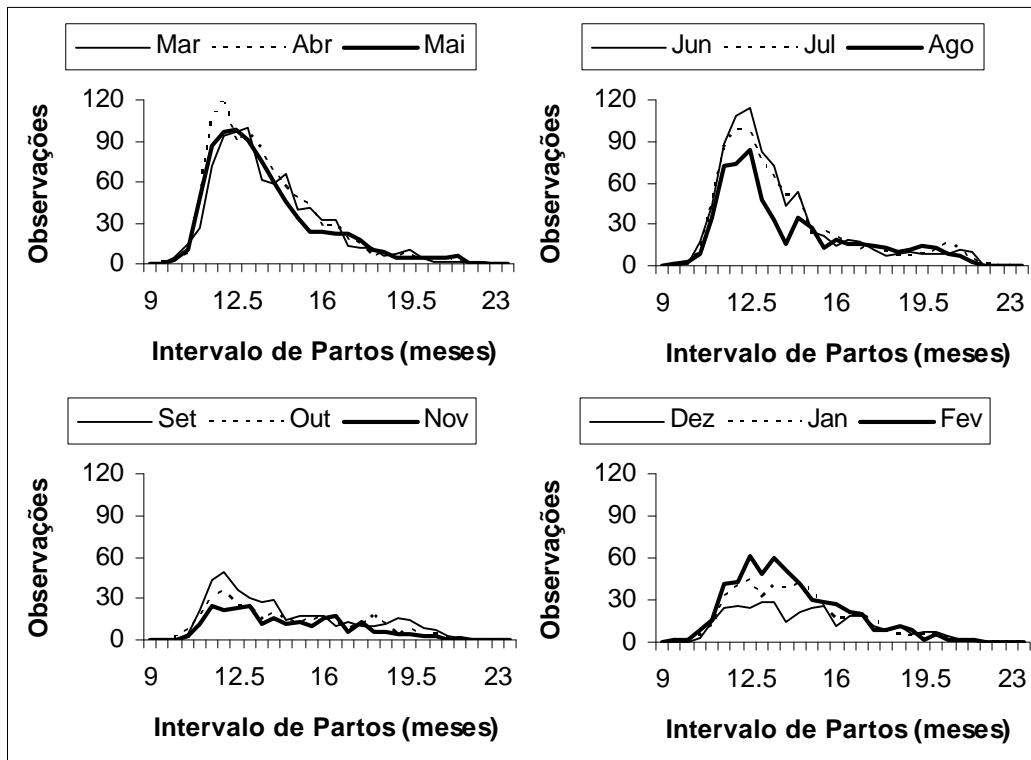 Mar Abr Mai
Observações
120
90
60
30
0
9 12.5 16 19.5 23
Intervalo de Partos (meses)
Jun Jul Ago
Observações
120
90
60
30
0
9 12.5 16 19.5 23
Intervalo de Partos (meses)
Set Out Nov
Observações
120
90
60
30
0
9 12.5 16 19.5 23
Intervalo de Partos (meses)
Dez Jan Fev
Observações
120
90
60
30
0
9 12.5 16 19.5 23
Intervalo de Partos (meses)